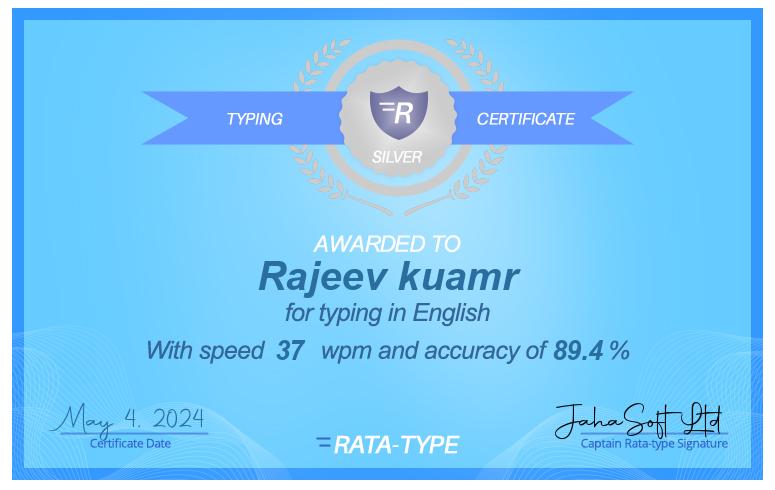 TYPING
R
CERTIFICATE
SILVER
AWARDED TO
Rajeev kuamr
for typing in English
With speed 37 wpm and accuracy of 89.4 %
May 4. 2024
Certificate Date
RATA-TYPE
JahaSoft Ltd
Captain Rata-type Signature